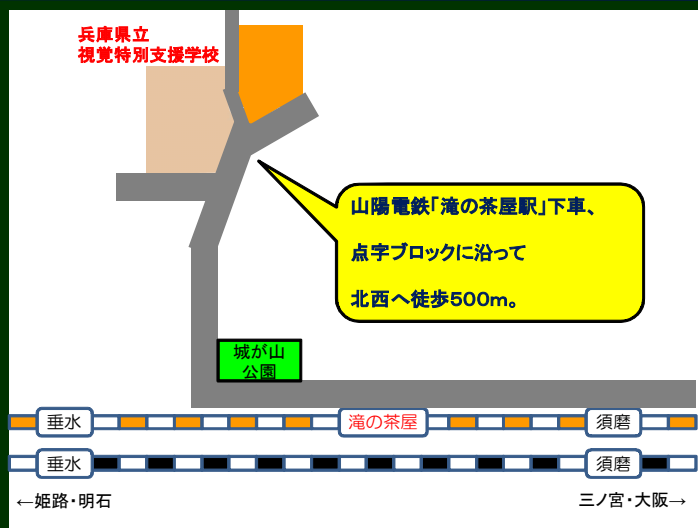 兵庫県立
視覚特別支援学校
山陽電鉄「滝の茶屋駅」下車、
点字ブロックに沿って
北西へ徒歩500m。
城が山
公園
垂水
滝の茶屋
須磨
垂水
須磨
←姫路・明石
三ノ宮・大阪→